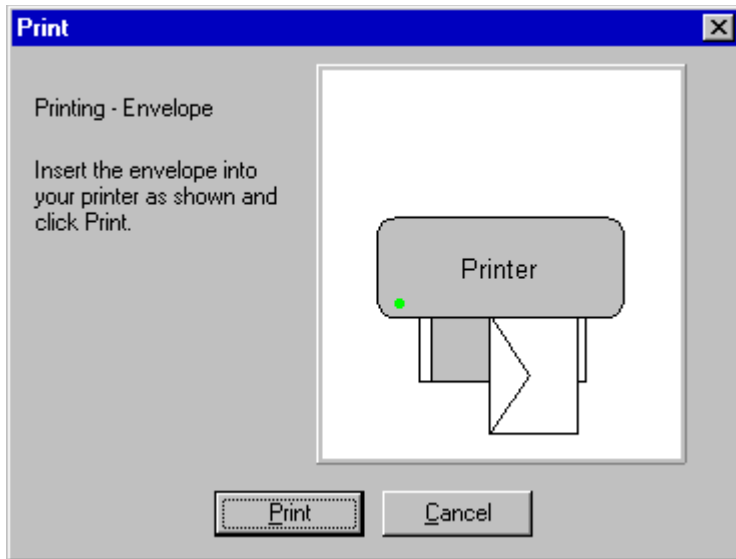 Print
Printing - Envelope
Insert the envelope into
your printer as shown and
click Print.
Printer
Print
Cancel